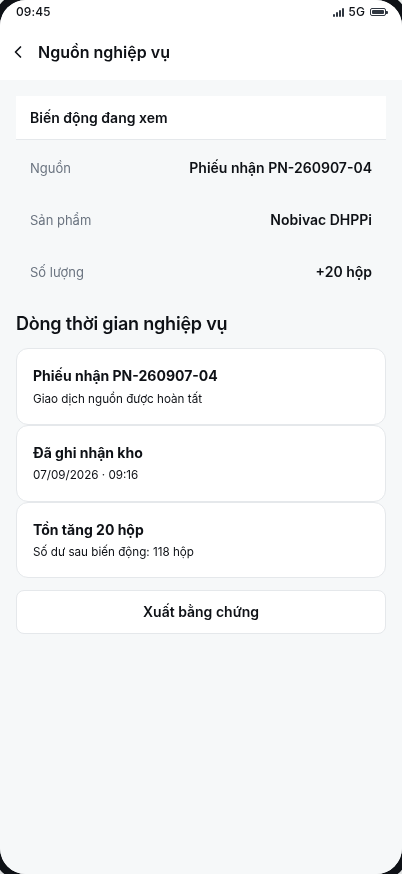 09:45
5G
Nguồn nghiệp vụ
Biến động đang xem
Nguồn Phiếu nhận PN-260907-04
Sản phẩm Nobivac DHPPi
Số lượng +20 hộp
Dòng thời gian nghiệp vụ
Phiếu nhận PN-260907-04
Giao dịch nguồn được hoàn tất
Đã ghi nhận kho
07/09/2026 · 09:16
Tồn tăng 20 hộp
Số dư sau biến động: 118 hộp
Xuất bằng chứng